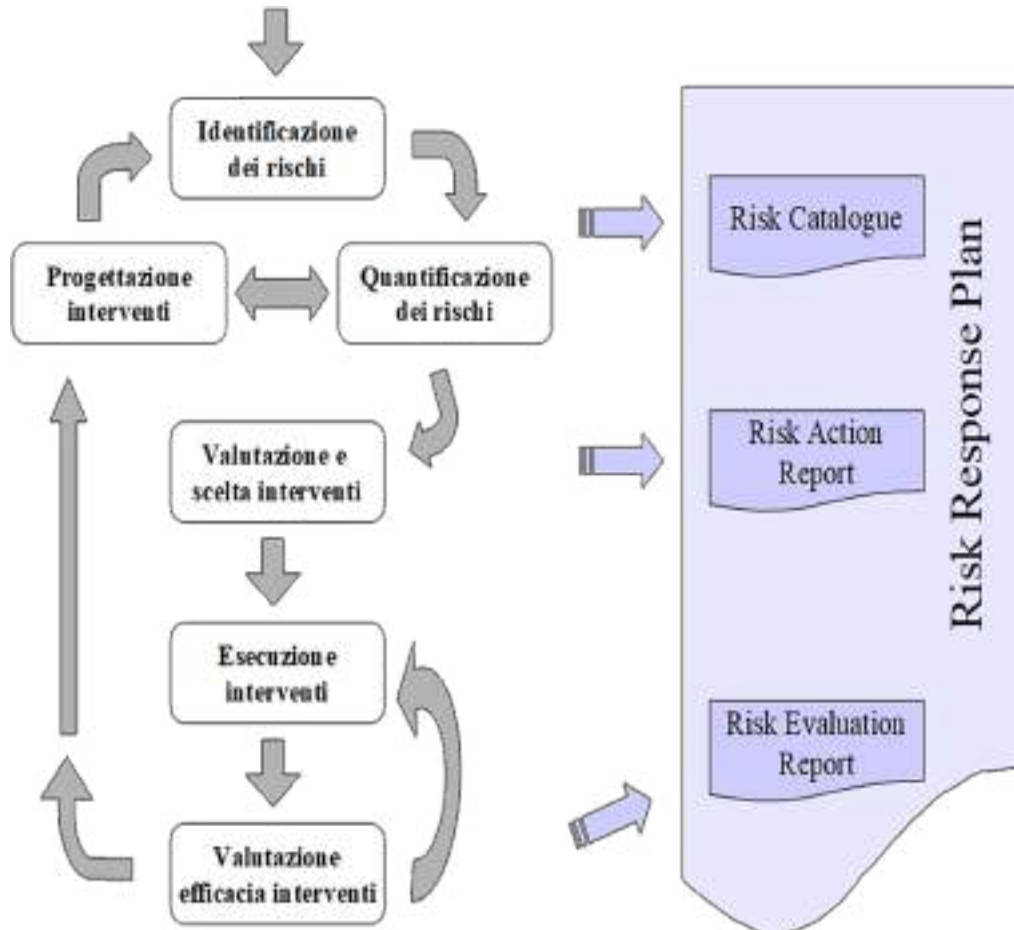 Identificazione
dei rischi
Progettazione
interventi
Quantificazione
dei rischi
Valutazione e
scelta interventi
Esecuzione
interventi
Valutazione
efficacia interventi
Risk Catalogue
Risk Action
Report
Risk Evaluation
Report
Risk Response Plan